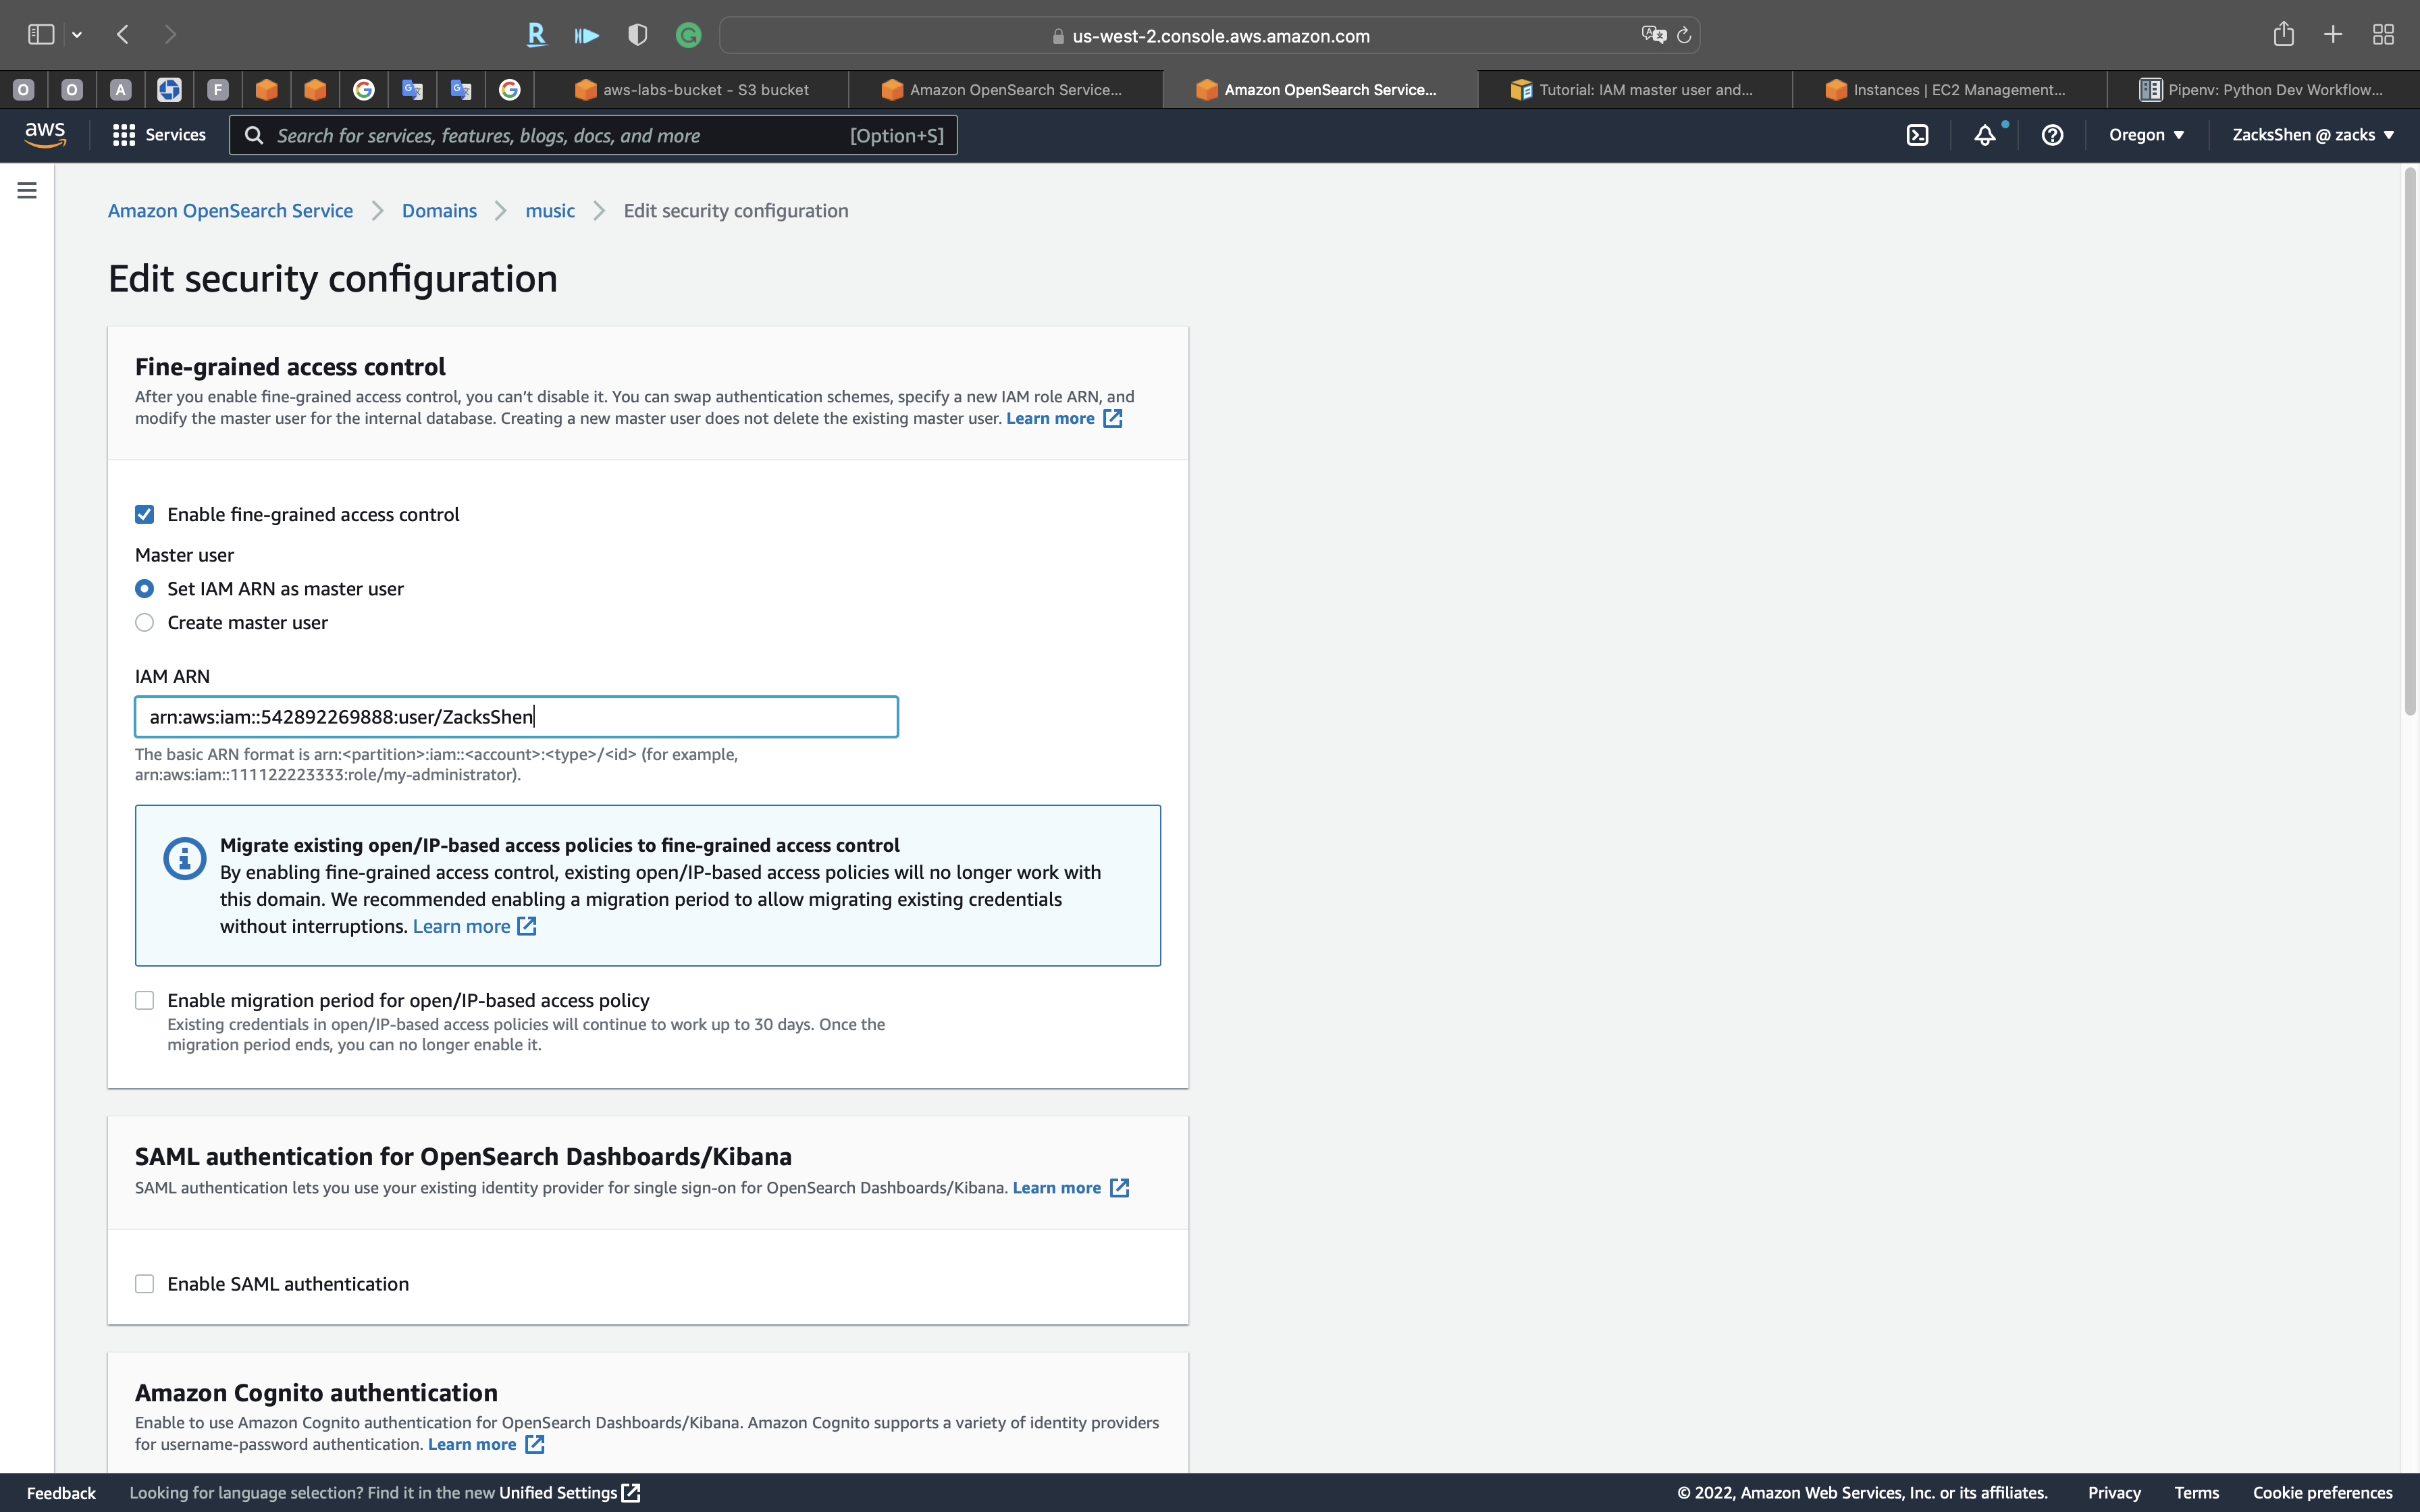 us-west-2.console.aws.amazon.com
O
O
A
F
aws-labs-bucket - S3 bucket
Amazon OpenSearch Service...
Amazon OpenSearch Service...
Tutorial: IAM master user and...
Instances | EC2 Management...
Pipenv: Python Dev Workflow...
aws
Services
Search for services, features, blogs, docs, and more
[Option+S]
Oregon
ZacksShen @ zacks
Amazon OpenSearch Service
Domains
music
Edit security configuration
Edit security configuration
Fine-grained access control
After you enable fine-grained access control, you can’t disable it. You can swap authentication schemes, specify a new IAM role ARN, and
modify the master user for the internal database. Creating a new master user does not delete the existing master user. Learn more
Enable fine-grained access control
Master user
Set IAM ARN as master user
Create master user
IAM ARN
arn:aws:iam::542892269888:user/ZacksShen
The basic ARN format is arn:<partition>:iam::<account>:<type>/<id> (for example,
arn:aws:iam::111122223333:role/my-administrator).
Migrate existing open/IP-based access policies to fine-grained access control
By enabling fine-grained access control, existing open/IP-based access policies will no longer work with
this domain. We recommended enabling a migration period to allow migrating existing credentials
without interruptions. Learn more
Enable migration period for open/IP-based access policy
Existing credentials in open/IP-based access policies will continue to work up to 30 days. Once the
migration period ends, you can no longer enable it.
SAML authentication for OpenSearch Dashboards/Kibana
SAML authentication lets you use your existing identity provider for single sign-on for OpenSearch Dashboards/Kibana. Learn more
Enable SAML authentication
Amazon Cognito authentication
Enable to use Amazon Cognito authentication for OpenSearch Dashboards/Kibana. Amazon Cognito supports a variety of identity providers
for username-password authentication. Learn more
Feedback
Looking for language selection? Find it in the new Unified Settings
© 2022, Amazon Web Services, Inc. or its affiliates.
Privacy
Terms
Cookie preferences